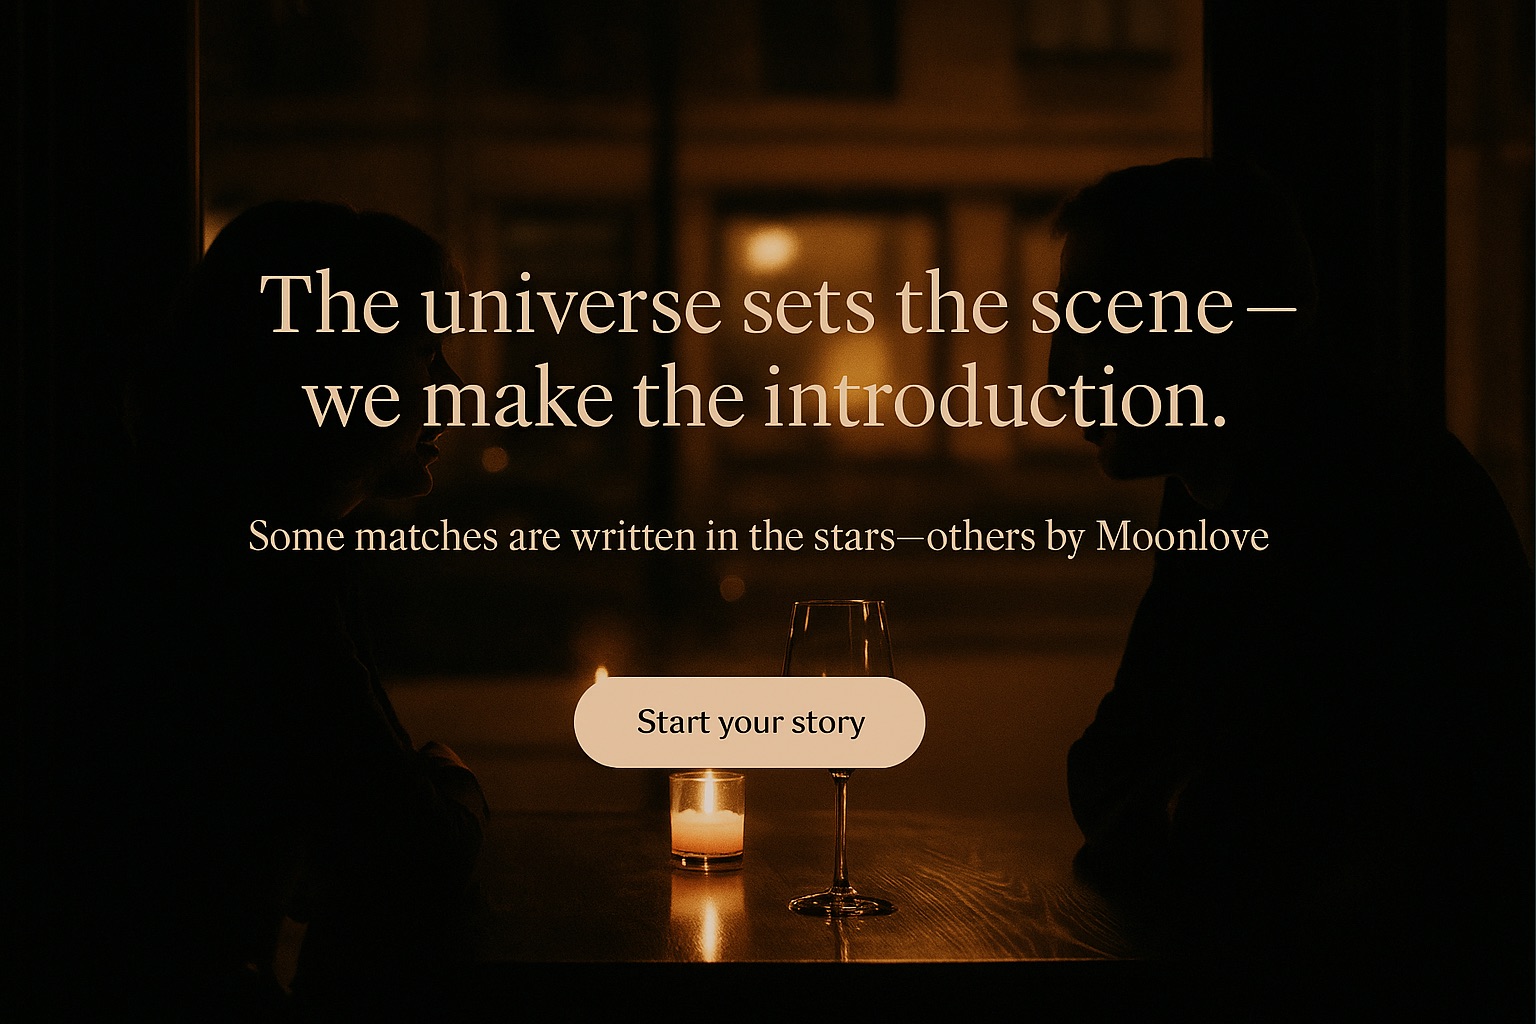 The universe sets the scene —
we make the introduction.
Some matches are written in the stars—others by Moonlove
Start your story